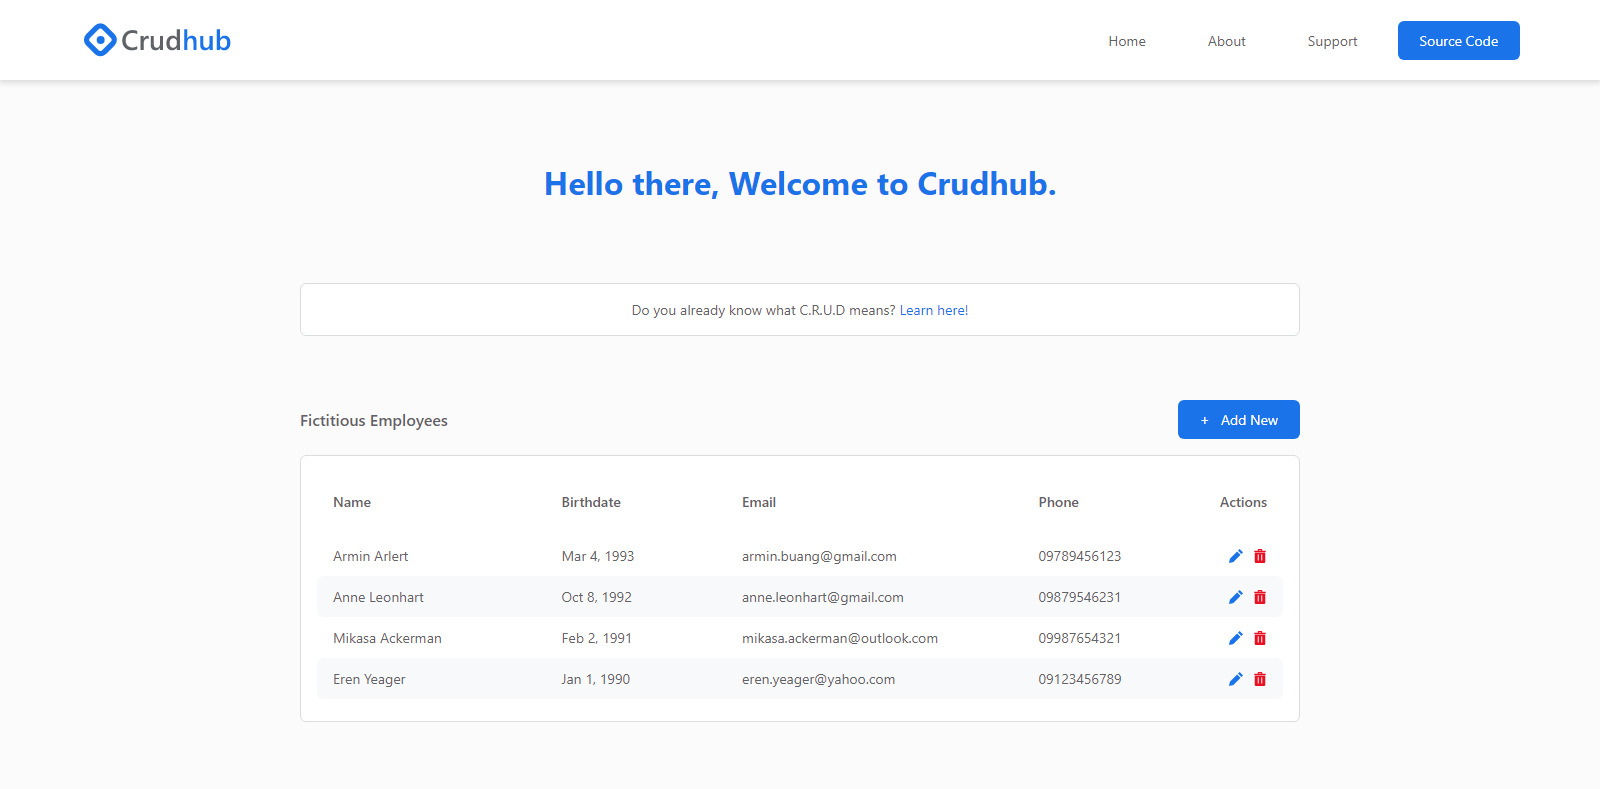 Crudhub
Home About Support Source Code
Hello there, Welcome to Crudhub.
Do you already know what C.R.U.D means? Learn here!
Fictitious Employees + Add New
Name Birthdate Email Phone Actions
Armin Arlert Mar 4, 1993 armin.buang@gmail.com 09789456123
Anne Leonhart Oct 8, 1992 anne.leonhart@gmail.com 09879546231
Mikasa Ackerman Feb 2, 1991 mikasa.ackerman@outlook.com 09987654321
Eren Yeager Jan 1, 1990 eren.yeager@yahoo.com 09123456789